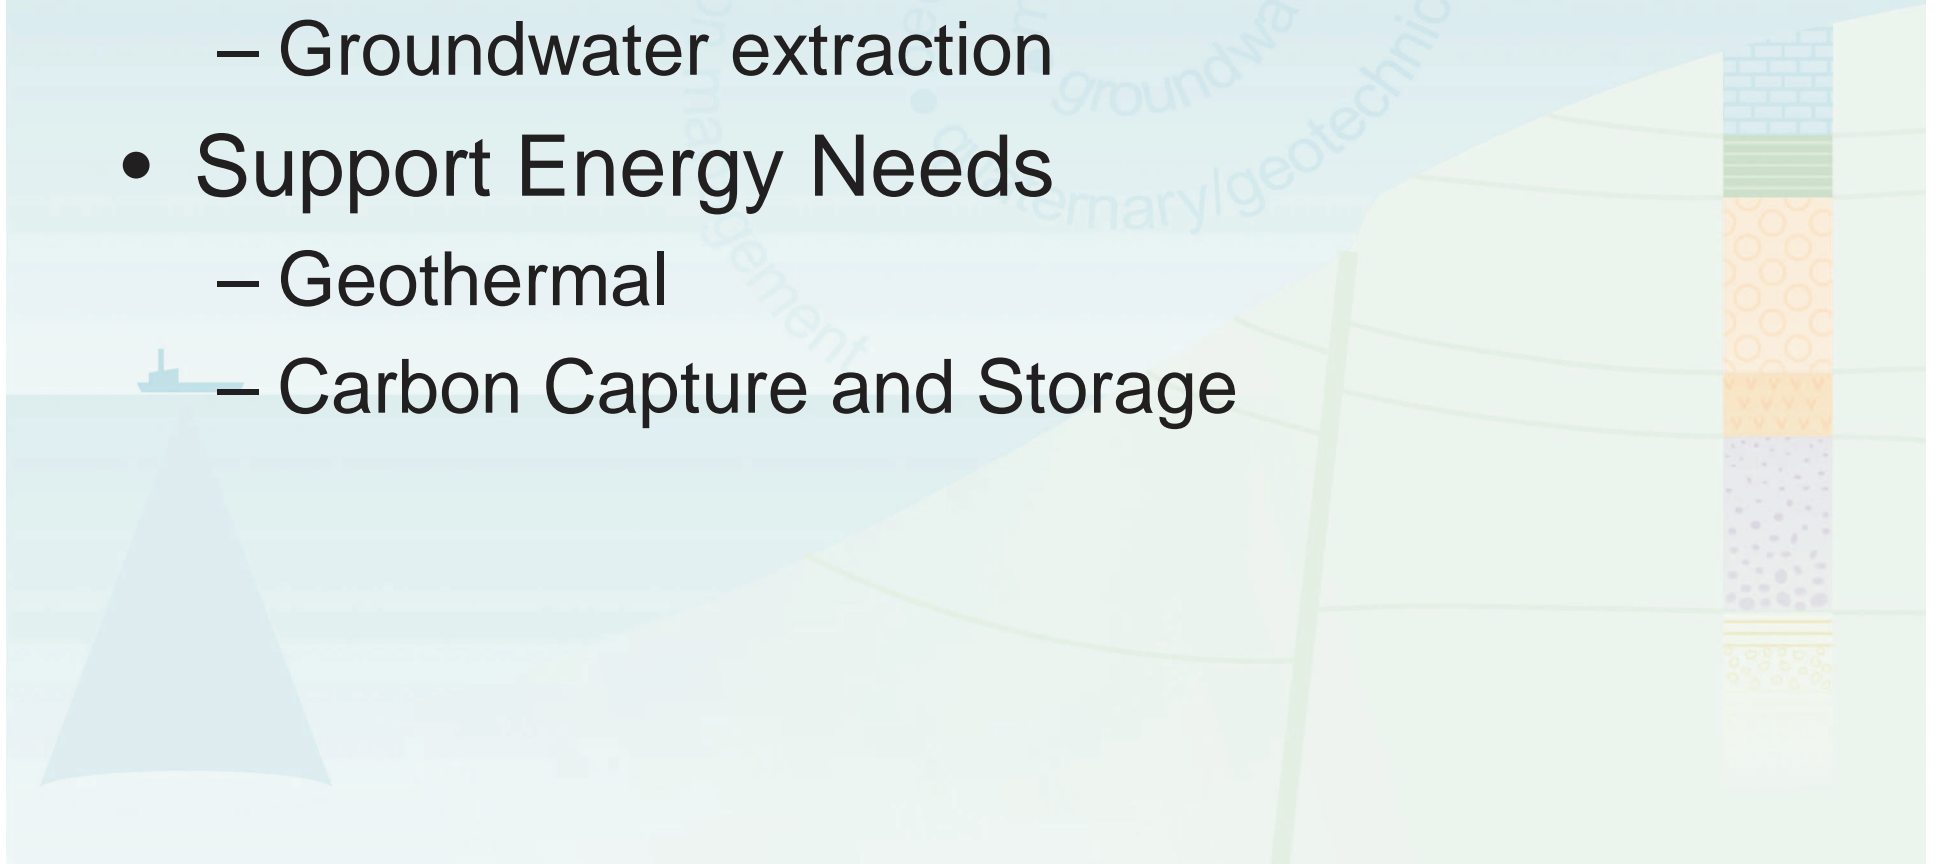 – Groundwater extraction
• Support Energy Needs
– Geothermal
– Carbon Capture and Storage